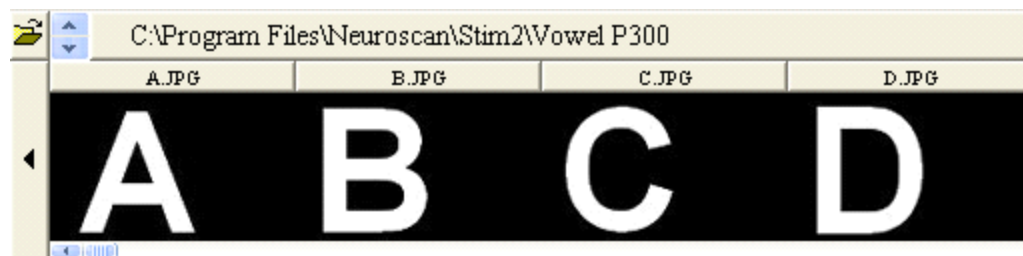 C:\Program Files\Neuroscan\Stim2\Vowel P300
A.JPG B.JPG C.JPG D.JPG
A B C D